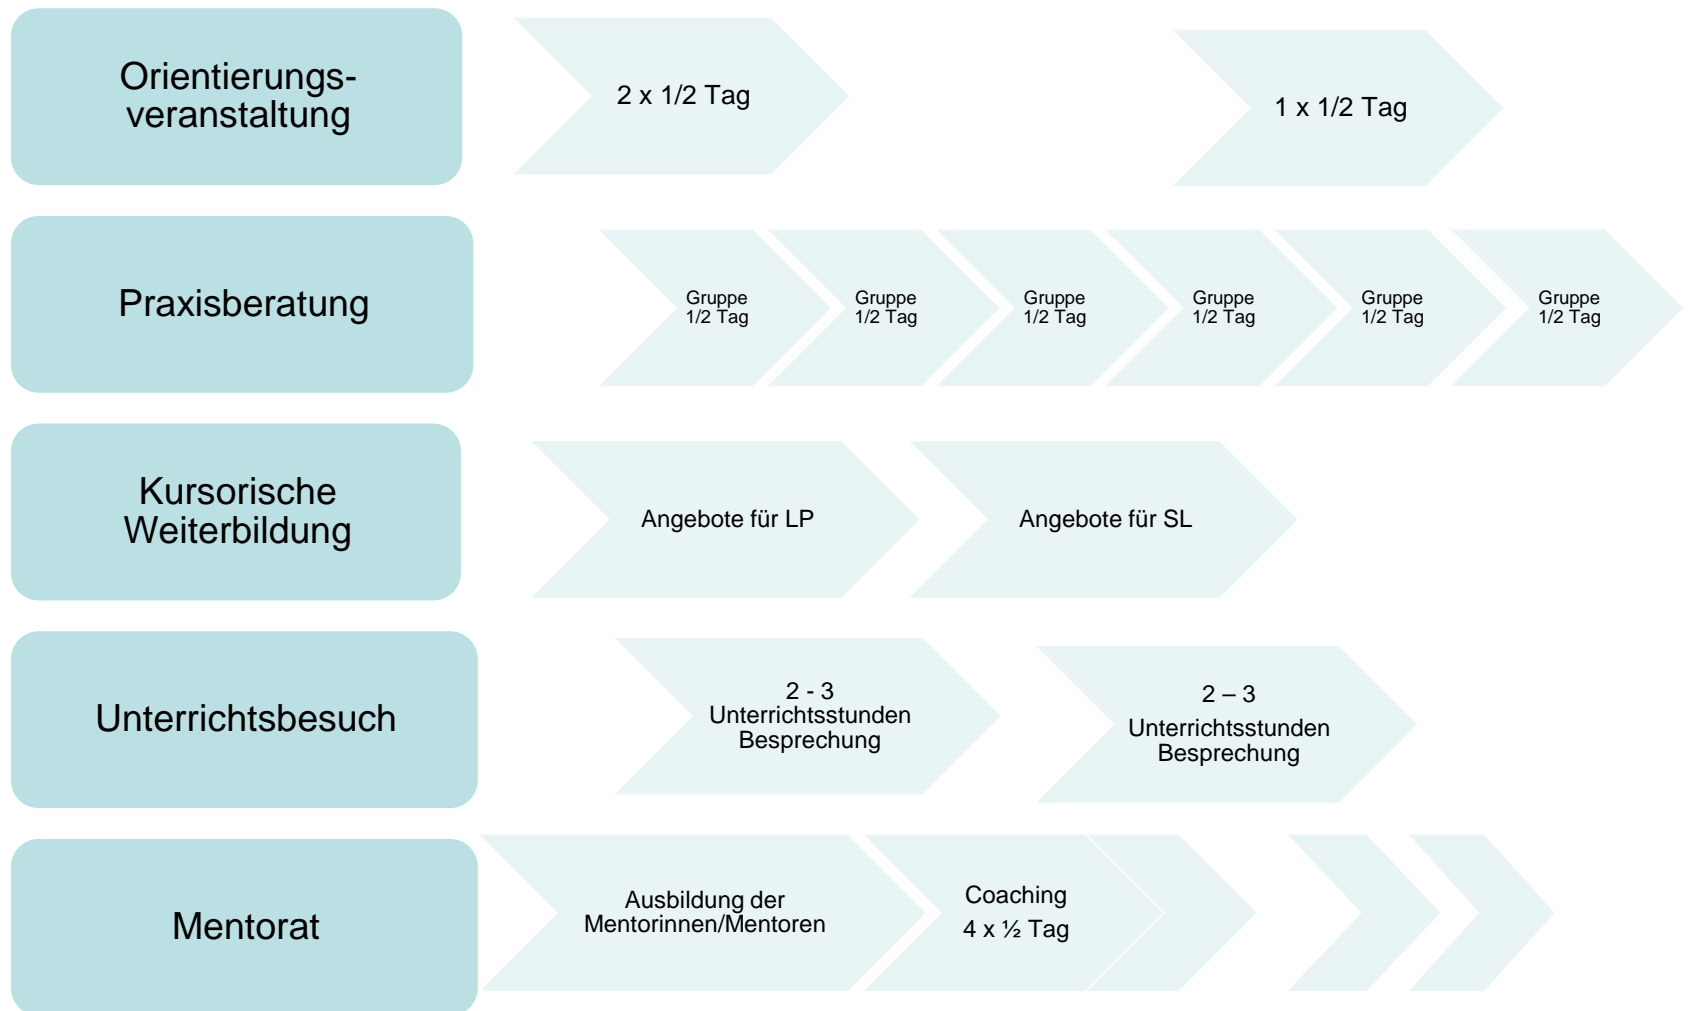 Orientierungs-
veranstaltung
2 x 1/2 Tag
1 x 1/2 Tag
Praxisberatung
Gruppe
1/2 Tag
Gruppe
1/2 Tag
Gruppe
1/2 Tag
Gruppe
1/2 Tag
Gruppe
1/2 Tag
Gruppe
1/2 Tag
Kursorische
Weiterbildung
Angebote für LP
Angebote für SL
Unterrichtsbesuch
2 - 3
Unterrichtsstunden
Besprechung
2 – 3
Unterrichtsstunden
Besprechung
Mentorat
Ausbildung der
Mentorinnen/Mentoren
Coaching
4 x ½ Tag